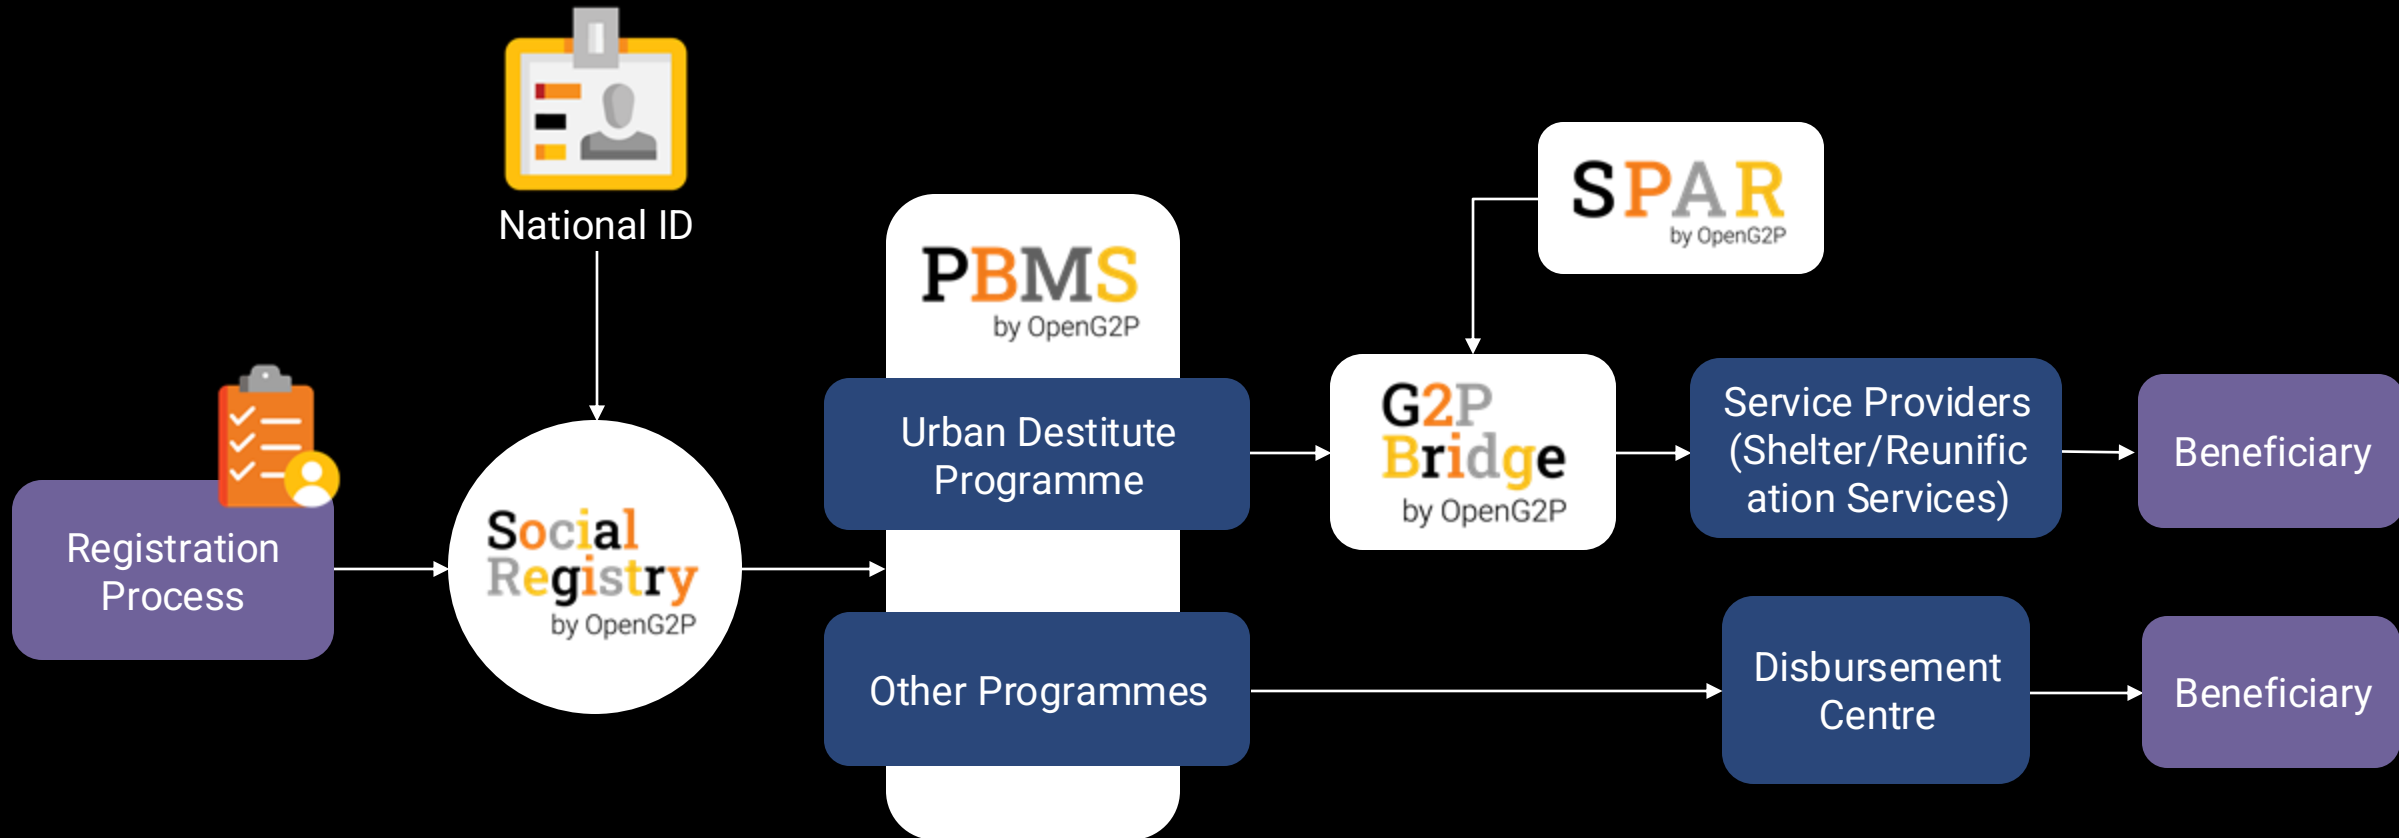 National ID
Registration
Process
Social
Registry
by OpenG2P
PBMS
by OpenG2P
Urban Destitute
Programme
Other Programmes
SPAR
by OpenG2P
G2P
Bridge
by OpenG2P
Service Providers
(Shelter/Reunific
ation Services)
Beneficiary
Disbursement
Centre
Beneficiary